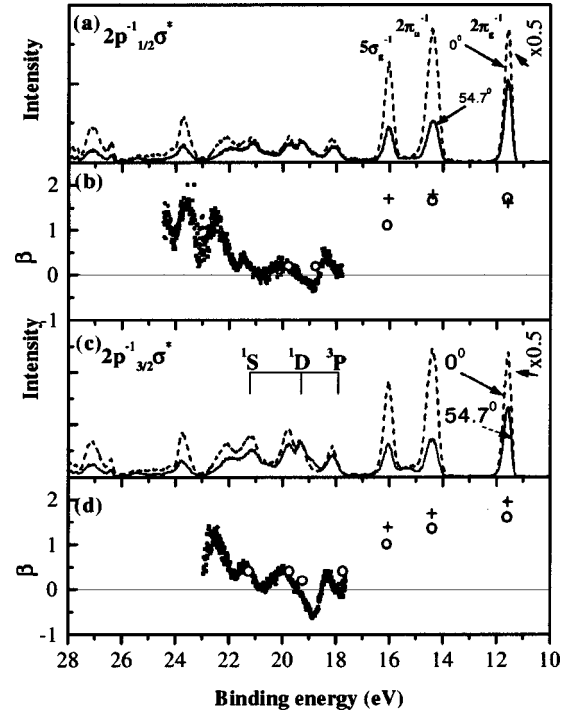 (a) 2p⁻¹₁/₂σ*
5σg⁻¹ 2πu⁻¹ 2πg⁻¹
0⁰ x0.5
54.7⁰
Intensity
(b)
2
1
0
-1
β
(c) 2p⁻¹₃/₂σ*
¹S ¹D ³P
0⁰ x0.5
54.7⁰
Intensity
(d)
2
1
0
-1
β
28 26 24 22 20 18 16 14 12 10
Binding energy (eV)